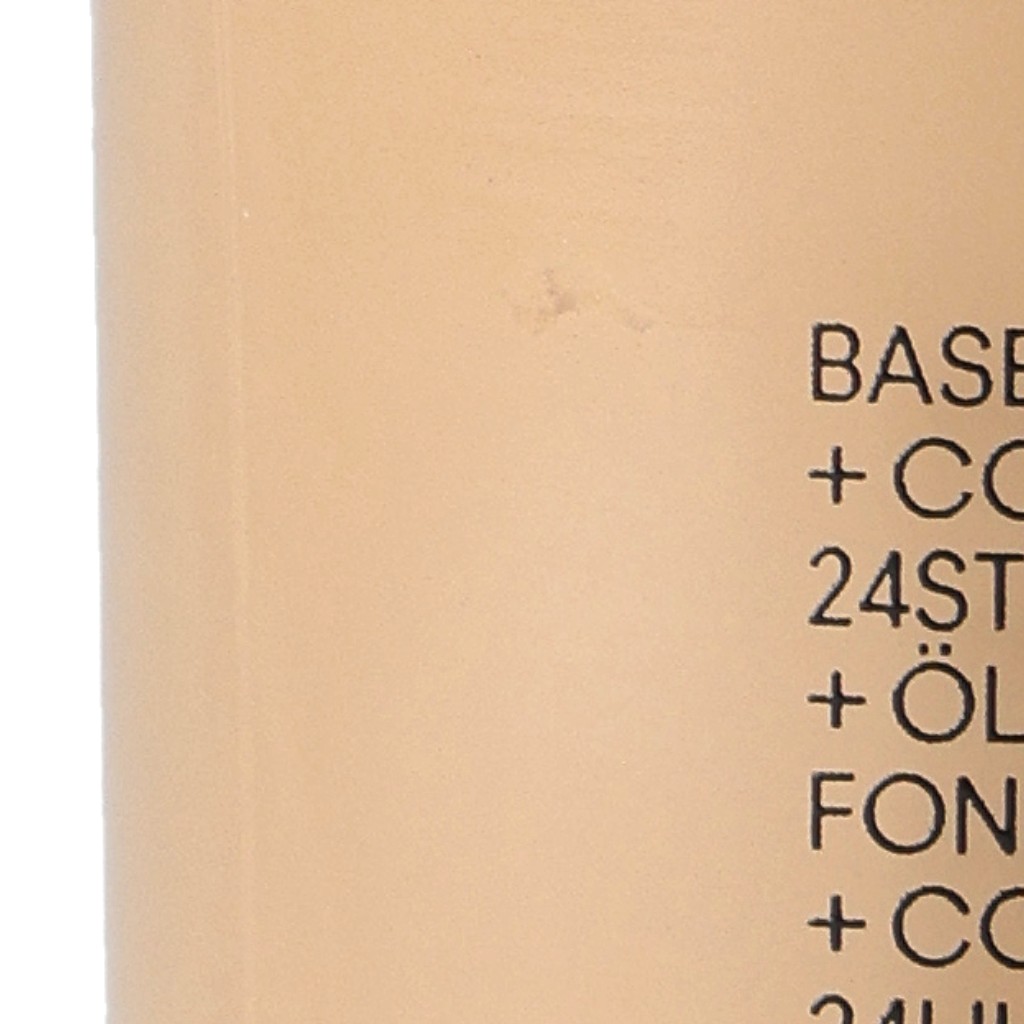 BASE
+ CO
24ST
+ ÖL
FON
+ CO